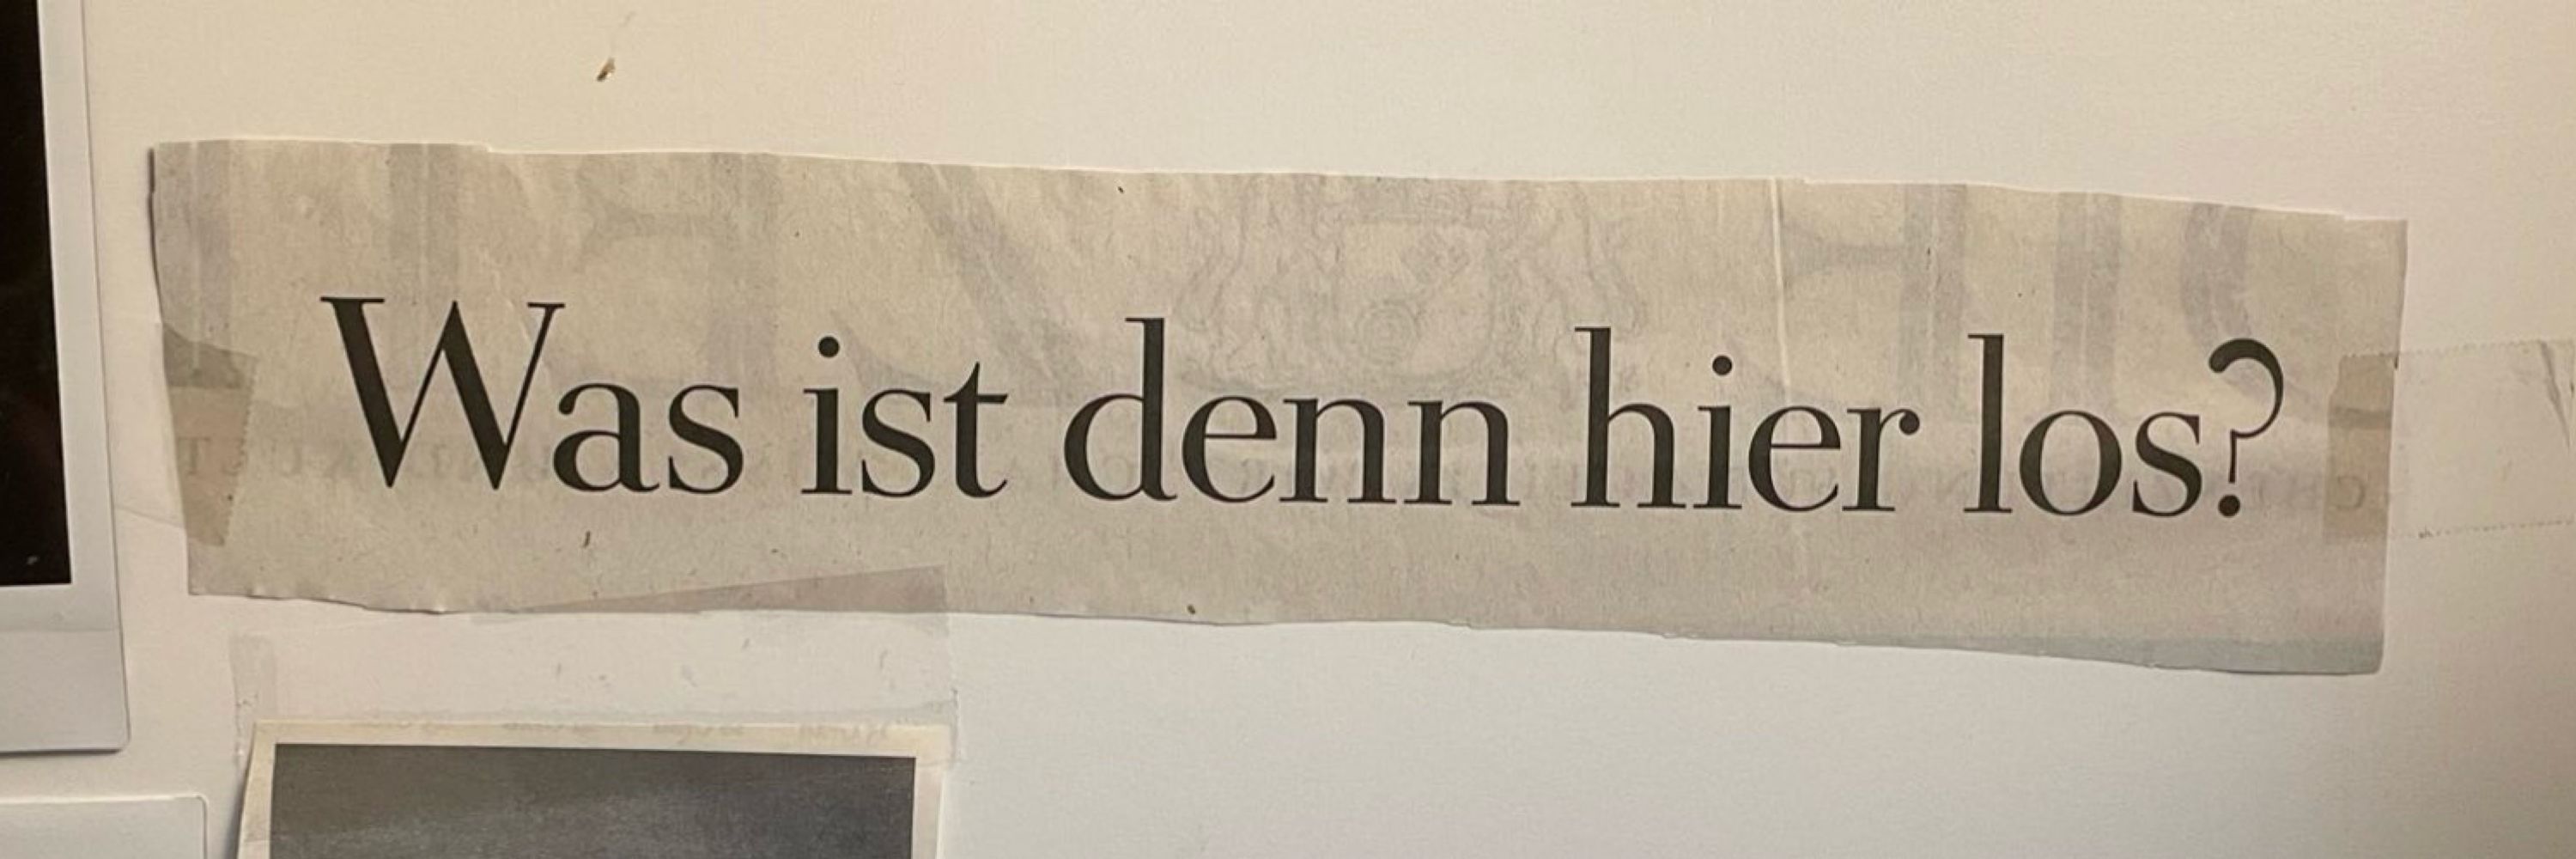 Was ist denn hier los?